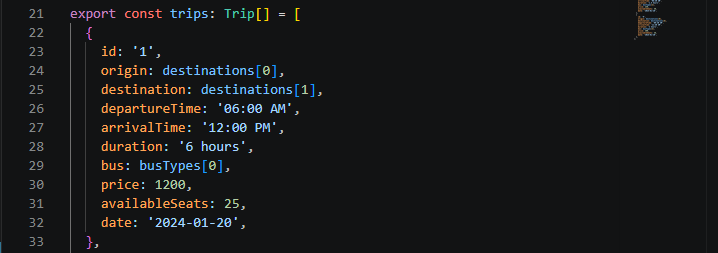 21 export const trips: Trip[] = [
22   {
23     id: '1',
24     origin: destinations[0],
25     destination: destinations[1],
26     departureTime: '06:00 AM',
27     arrivalTime: '12:00 PM',
28     duration: '6 hours',
29     bus: busTypes[0],
30     price: 1200,
31     availableSeats: 25,
32     date: '2024-01-20',
33   },